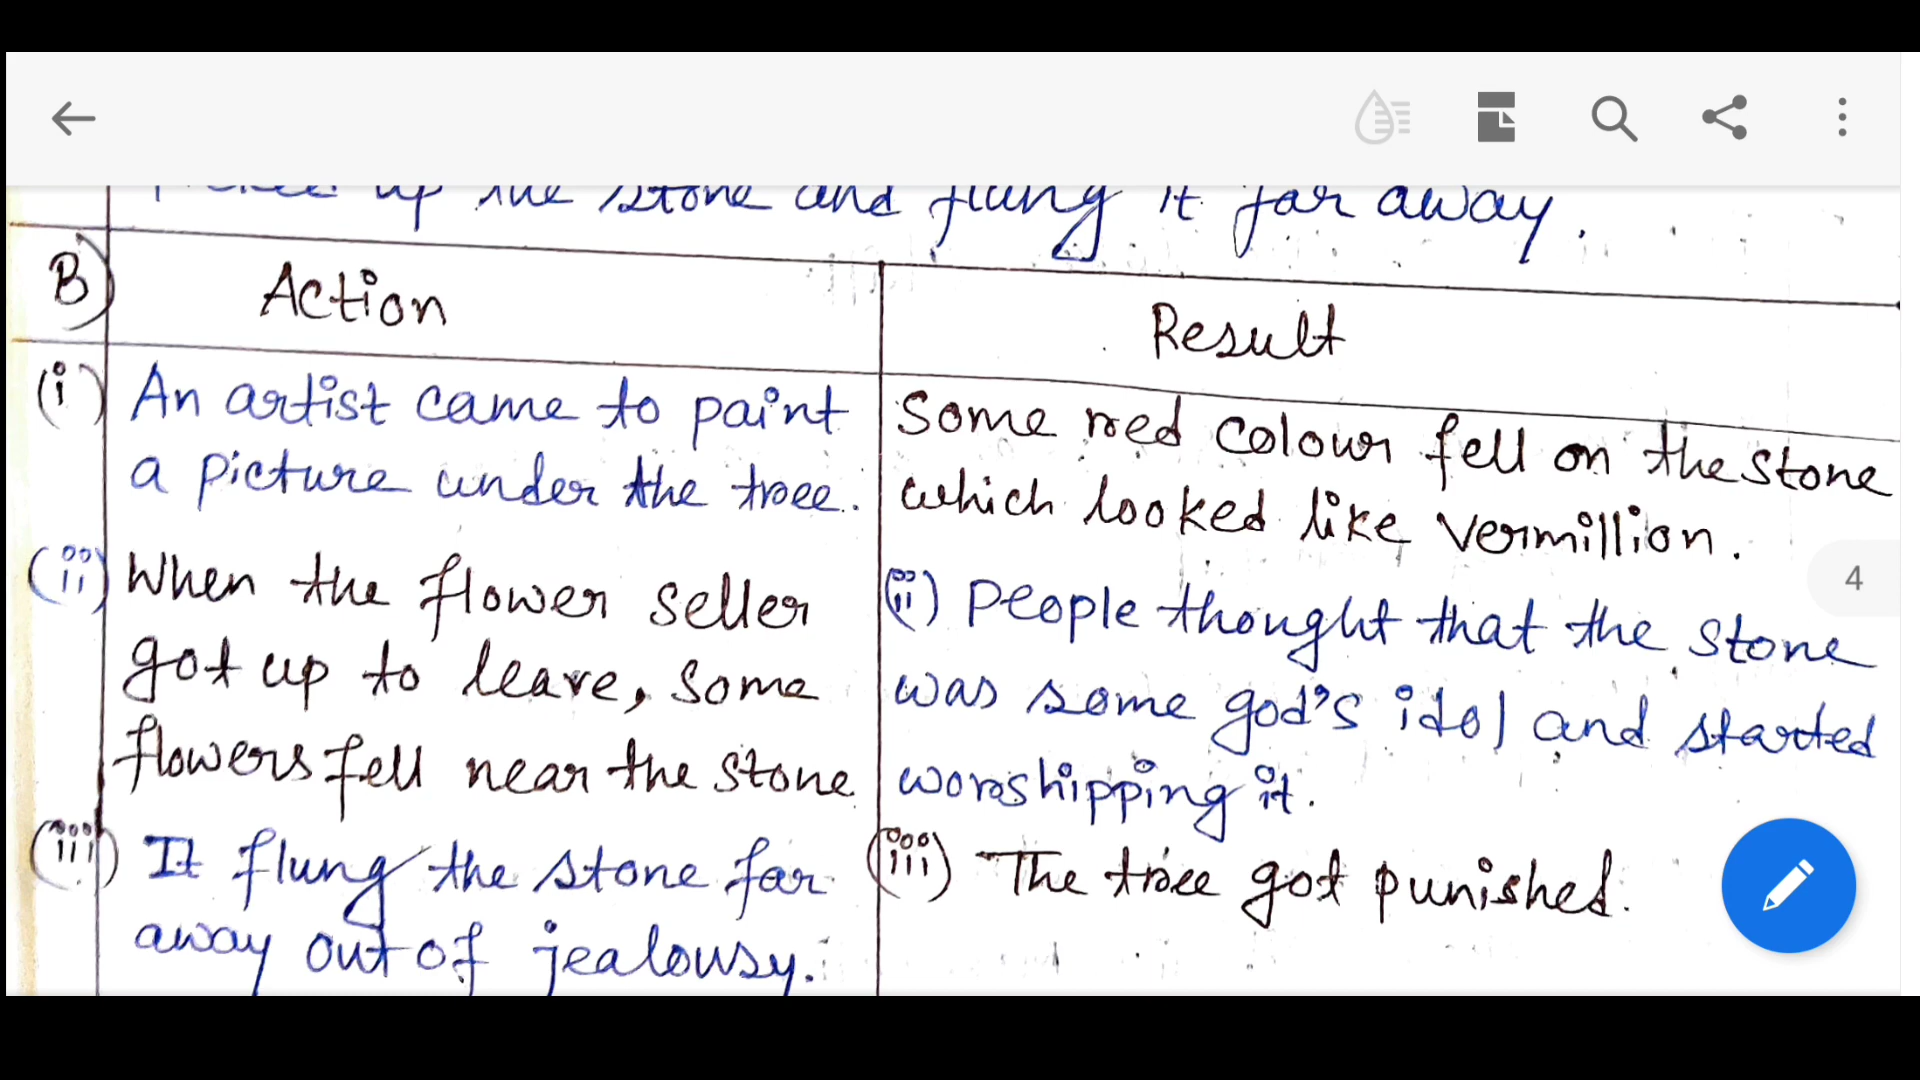 up the stone and flung it far away.
B) Action
Result
(i) An artist came to paint
a picture under the tree.
Some red colour fell on the stone
which looked like vermillion.
(ii) When the flower seller
got up to leave, some
flowers fell near the stone
(ii) People thought that the stone
was some god's idol and started
worshipping it.
(iii) It flung the stone far
away out of jealousy.
(iii) The tree got punished.
4